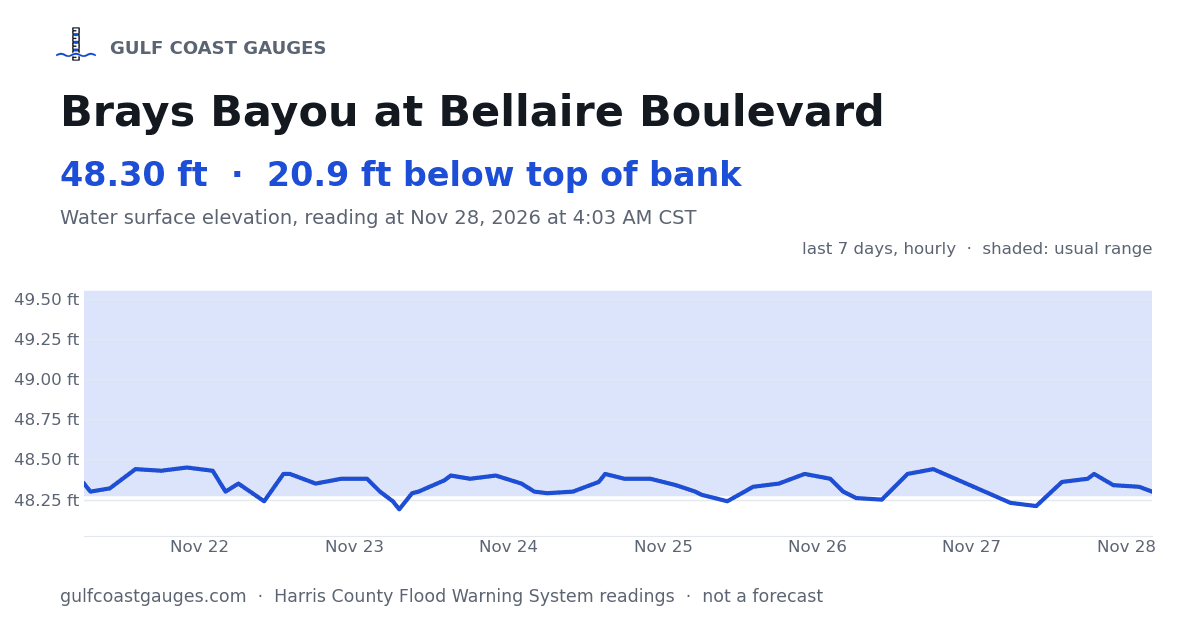 GULF COAST GAUGES
Brays Bayou at Bellaire Boulevard
48.30 ft · 20.9 ft below top of bank
Water surface elevation, reading at Nov 28, 2026 at 4:03 AM CST
last 7 days, hourly · shaded: usual range
49.50 ft
49.25 ft
49.00 ft
48.75 ft
48.50 ft
48.25 ft
Nov 22 Nov 23 Nov 24 Nov 25 Nov 26 Nov 27 Nov 28
gulfcoastgauges.com · Harris County Flood Warning System readings · not a forecast